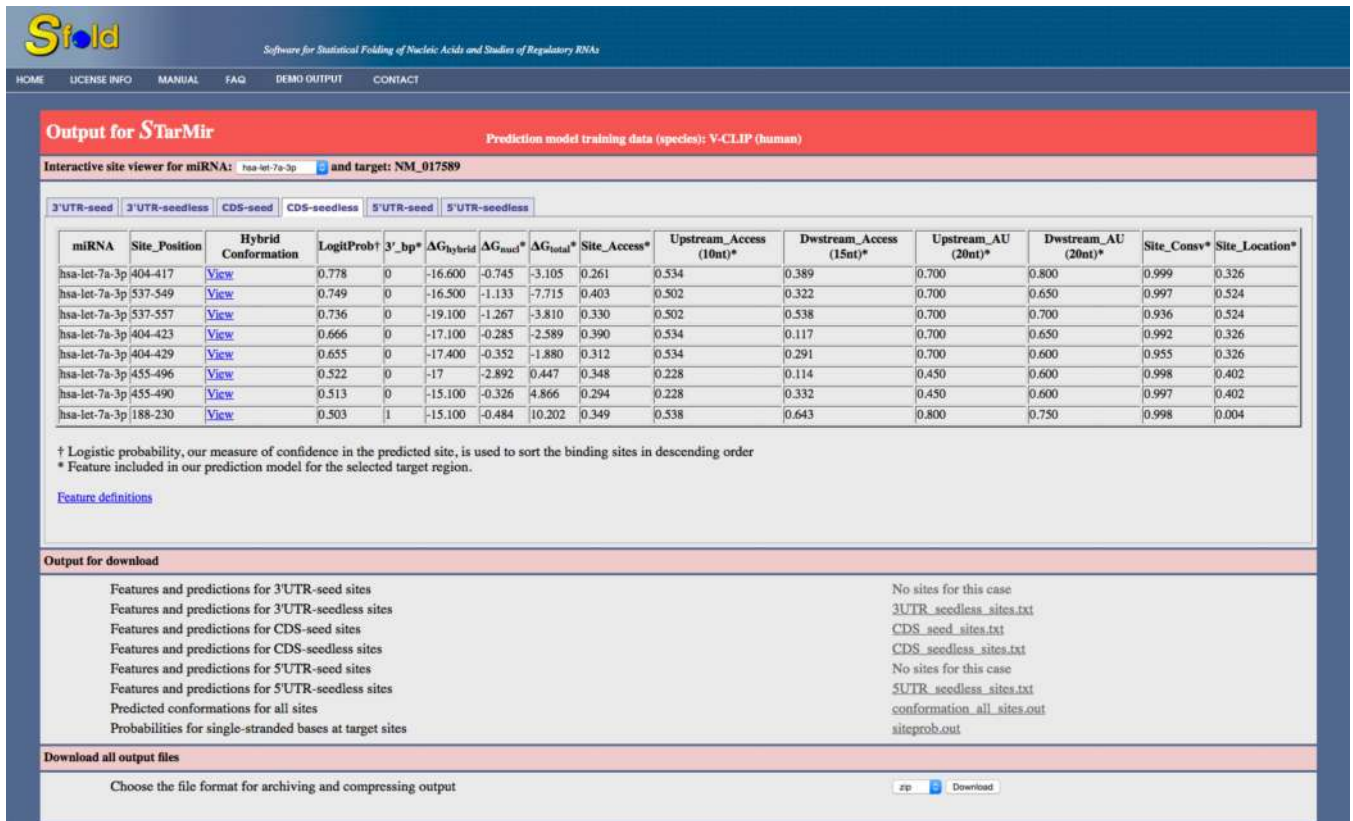 Sfold
Software for Statistical Folding of Nucleic Acids and Studies of Regulatory RNAs
HOME LICENSE INFO MANUAL FAQ DEMO OUTPUT CONTACT
Output for STarMir Prediction model training data (species): V-CLIP (human)
Interactive site viewer for miRNA: hsa-let-7a-3p and target: NM_017589
3'UTR-seed 3'UTR-seedless CDS-seed CDS-seedless 5'UTR-seed 5'UTR-seedless
miRNA Site_Position Hybrid Conformation LogitProb† 3'_bp* ΔGhybrid ΔGnucl* ΔGtotal* Site_Access* Upstream_Access (10nt)* Dwstream_Access (15nt)* Upstream_AU (20nt)* Dwstream_AU (20nt)* Site_Consv* Site_Location*
hsa-let-7a-3p 404-417 View 0.778 0 -16.600 -0.745 -3.105 0.261 0.534 0.389 0.700 0.800 0.999 0.326
hsa-let-7a-3p 537-549 View 0.749 0 -16.500 -1.133 -7.715 0.403 0.502 0.322 0.700 0.650 0.997 0.524
hsa-let-7a-3p 537-557 View 0.736 0 -19.100 -1.267 -3.810 0.330 0.502 0.538 0.700 0.700 0.936 0.524
hsa-let-7a-3p 404-423 View 0.666 0 -17.100 -0.285 -2.589 0.390 0.534 0.117 0.700 0.650 0.992 0.326
hsa-let-7a-3p 404-429 View 0.655 0 -17.400 -0.352 -1.880 0.312 0.534 0.291 0.700 0.600 0.955 0.326
hsa-let-7a-3p 455-496 View 0.522 0 -17 -2.892 0.447 0.348 0.228 0.114 0.450 0.600 0.998 0.402
hsa-let-7a-3p 455-490 View 0.513 0 -15.100 -0.326 4.866 0.294 0.228 0.332 0.450 0.600 0.997 0.402
hsa-let-7a-3p 188-230 View 0.503 1 -15.100 -0.484 10.202 0.349 0.538 0.643 0.800 0.750 0.998 0.004
† Logistic probability, our measure of confidence in the predicted site, is used to sort the binding sites in descending order
* Feature included in our prediction model for the selected target region.
Feature definitions
Output for download
Features and predictions for 3'UTR-seed sites No sites for this case
Features and predictions for 3'UTR-seedless sites 3UTR_seedless_sites.txt
Features and predictions for CDS-seed sites CDS_seed_sites.txt
Features and predictions for CDS-seedless sites CDS_seedless_sites.txt
Features and predictions for 5'UTR-seed sites No sites for this case
Features and predictions for 5'UTR-seedless sites 5UTR_seedless_sites.txt
Predicted conformations for all sites conformation_all_sites.out
Probabilities for single-stranded bases at target sites siteprob.out
Download all output files
Choose the file format for archiving and compressing output zip Download